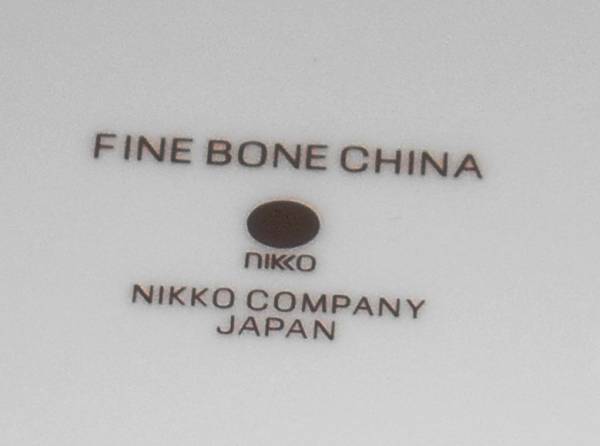 FINE BONE CHINA
nikko
NIKKO COMPANY
JAPAN